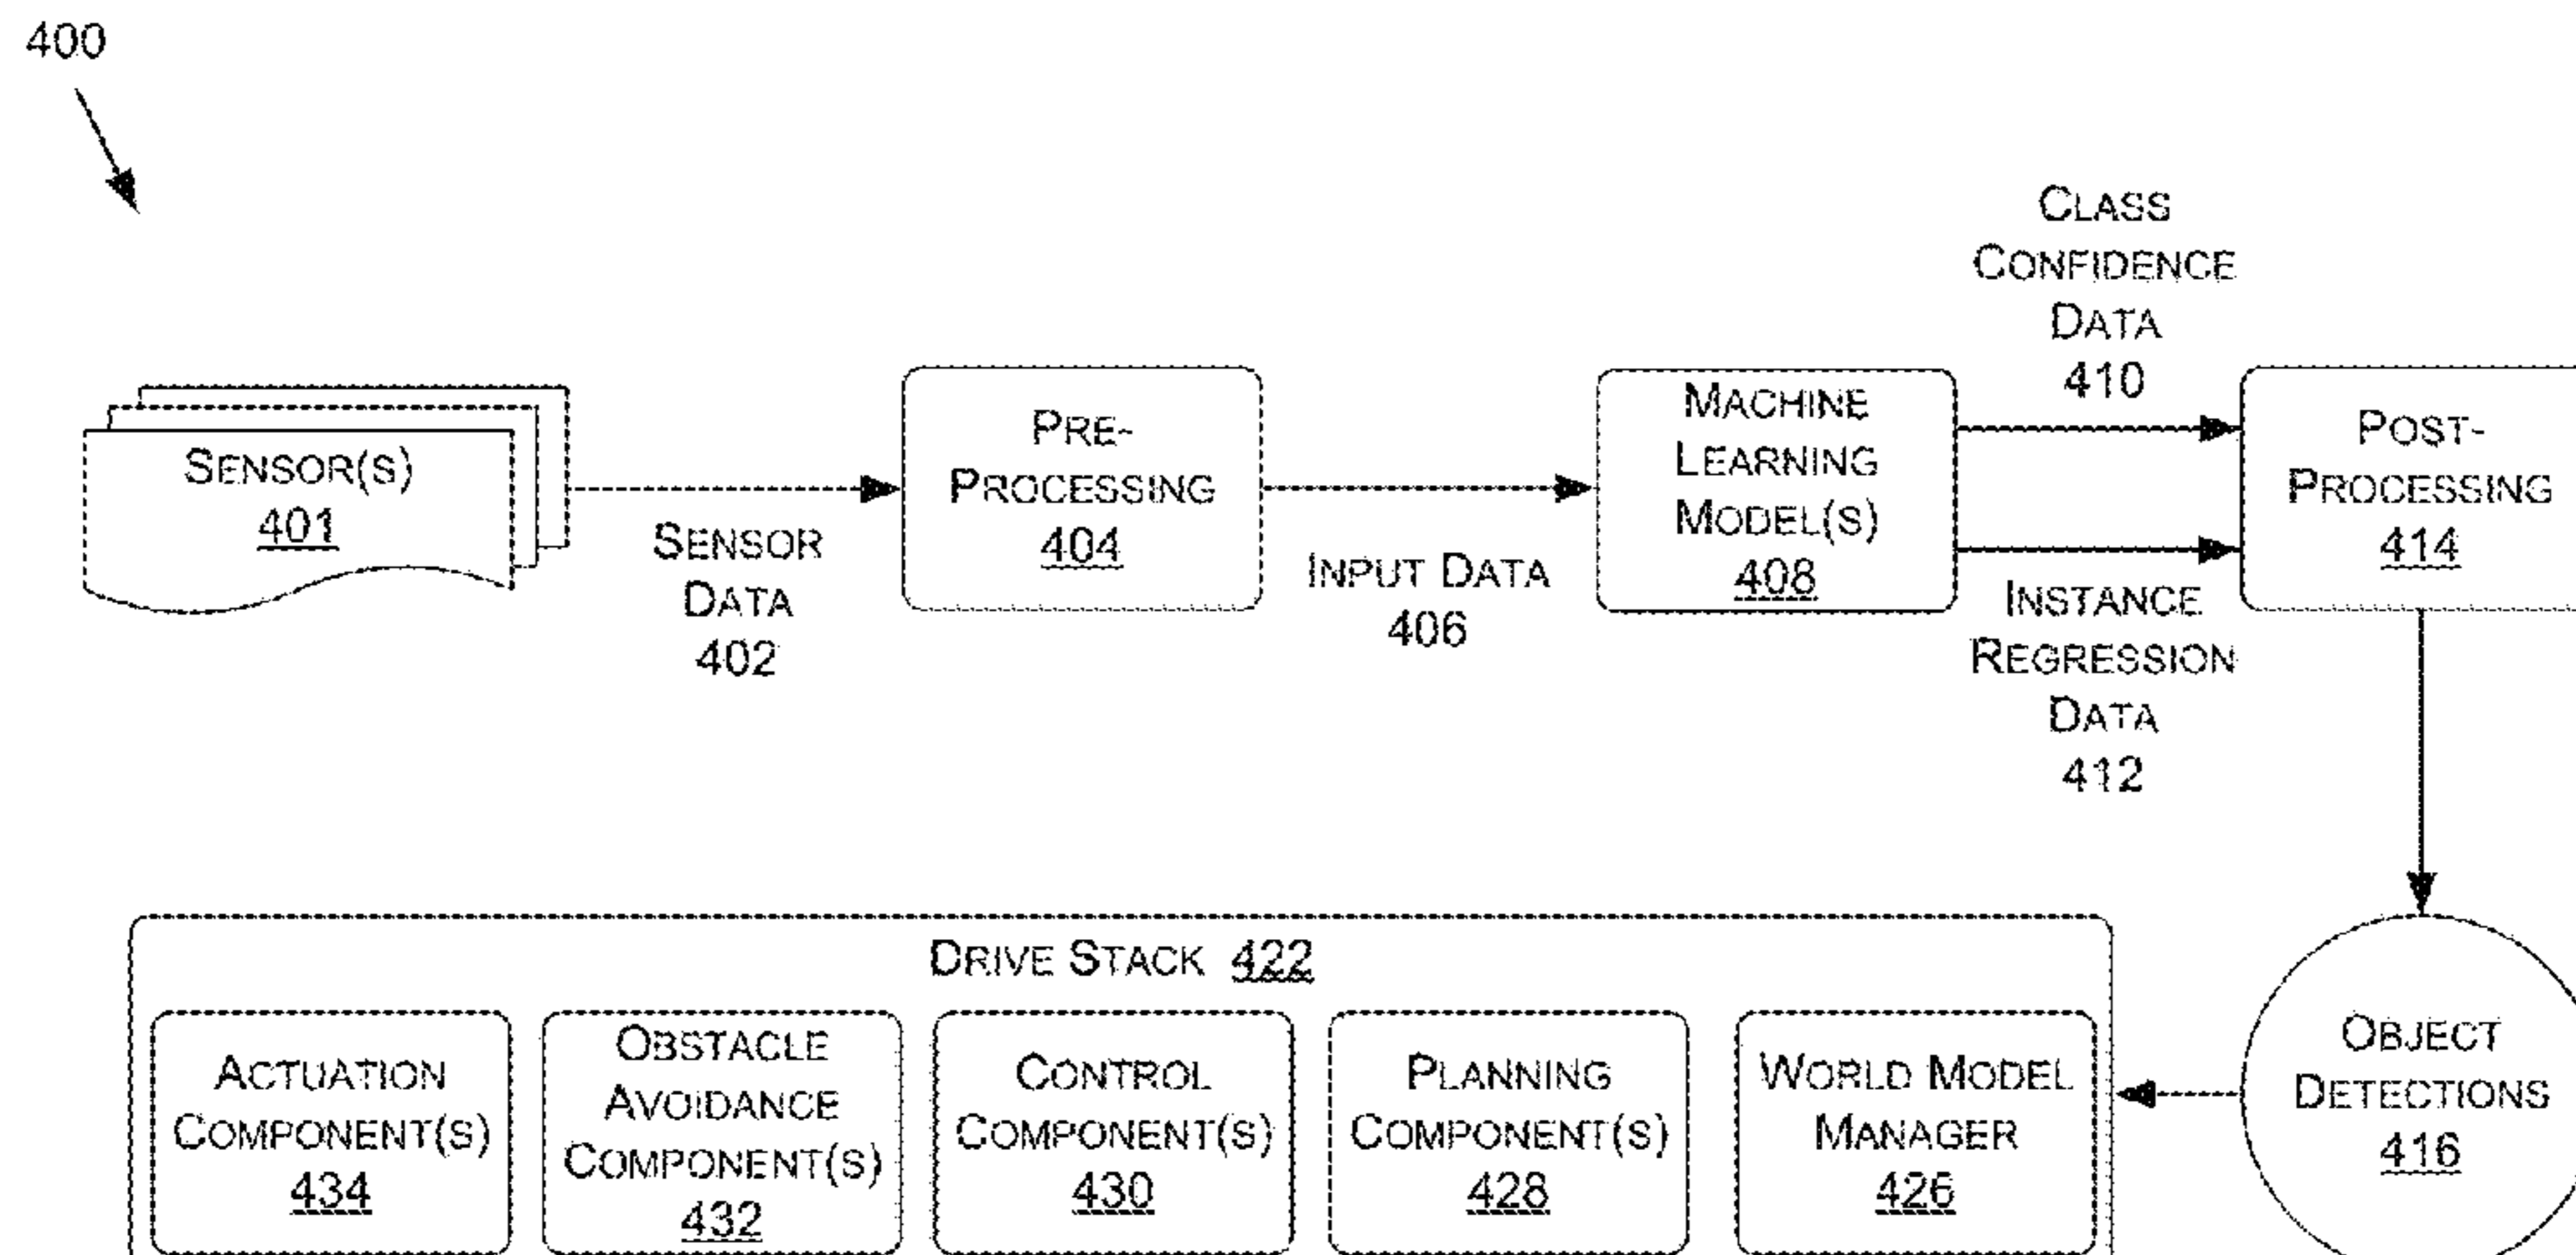 400
CLASS
CONFIDENCE
DATA
410
SENSOR(S)
401
SENSOR
DATA
402
PRE-
PROCESSING
404
INPUT DATA
406
MACHINE
LEARNING
MODEL(S)
408
INSTANCE
REGRESSION
DATA
412
POST-
PROCESSING
414
DRIVE STACK 422
ACTUATION
COMPONENT(S)
434
OBSTACLE
AVOIDANCE
COMPONENT(S)
432
CONTROL
COMPONENT(S)
430
PLANNING
COMPONENT(S)
428
WORLD MODEL
MANAGER
426
OBJECT
DETECTIONS
416